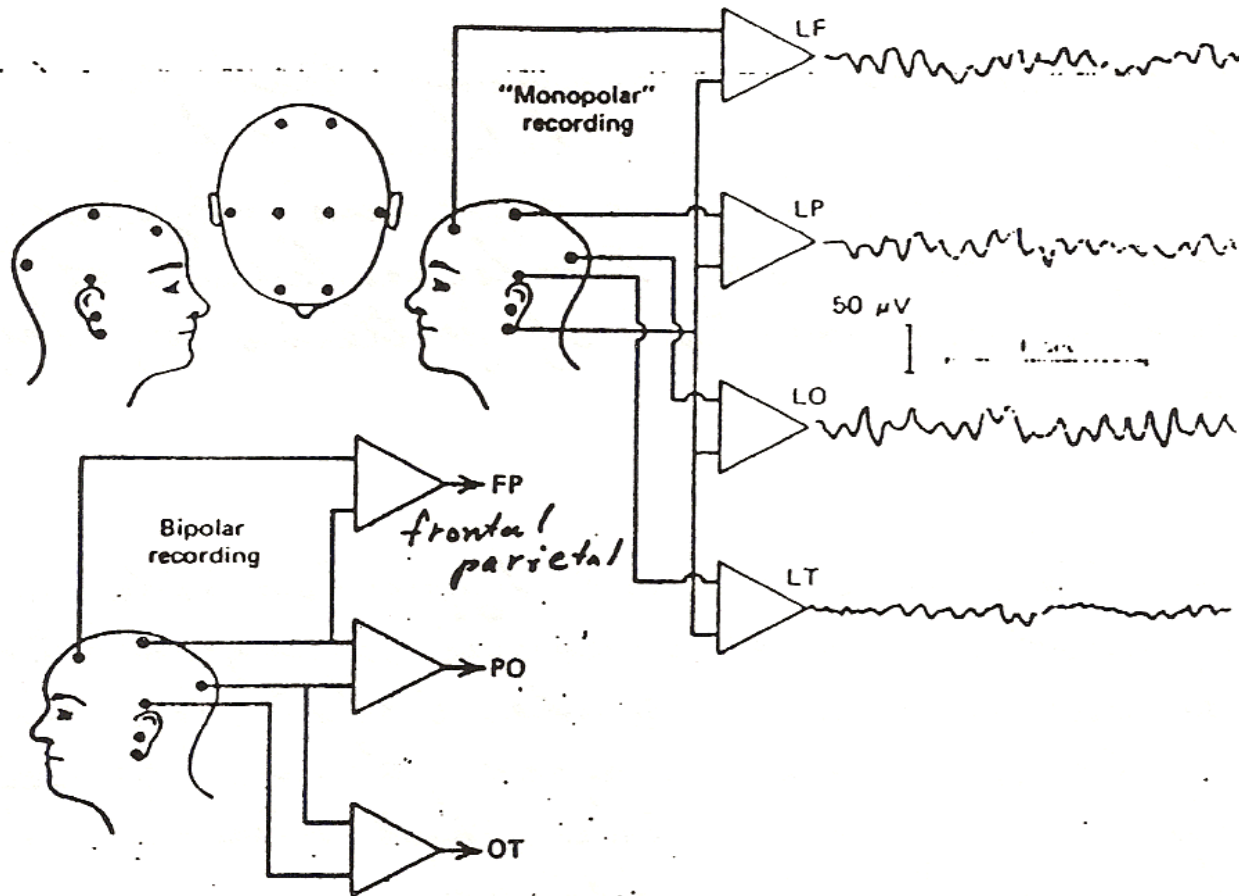 LF
"Monopolar"
recording
LP
50 μV
LO
FP
frontal
parietal
Bipolar
recording
LT
PO
OT